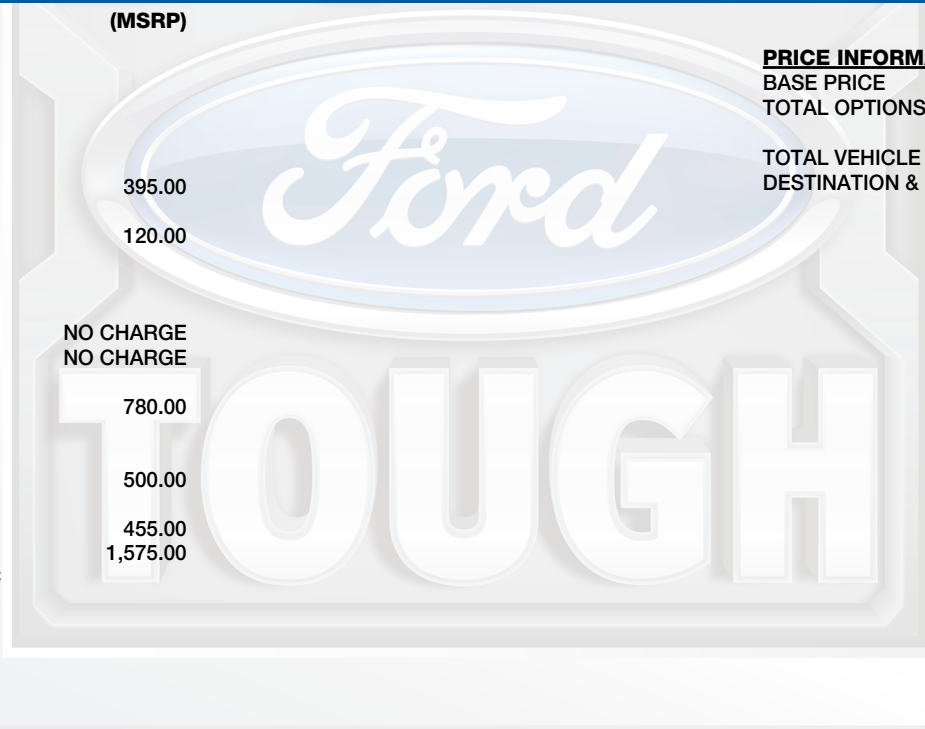 (MSRP)
395.00
120.00
NO CHARGE
NO CHARGE
780.00
500.00
455.00
1,575.00
PRICE INFORMA
BASE PRICE
TOTAL OPTIONS
TOTAL VEHICLE
DESTINATION &
Ford
TOUGH